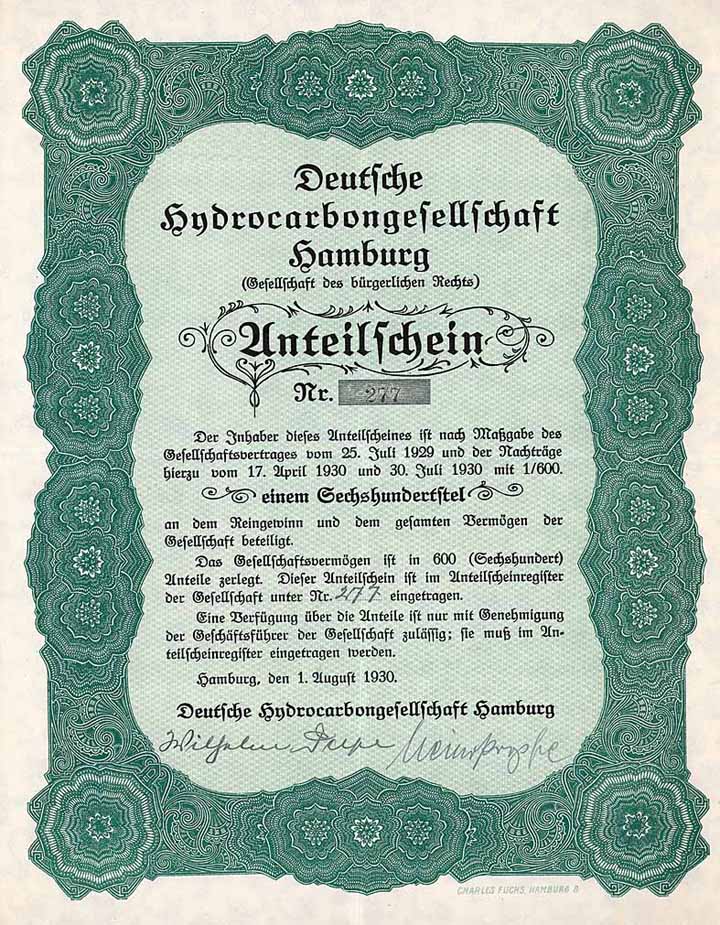 Deutsche
Hydrocarbongesellschaft
Hamburg
(Gesellschaft des bürgerlichen Rechts)
Anteilschein
Nr. 277
Der Inhaber dieses Anteilscheines ist nach Maßgabe des
Gesellschaftsvertrages vom 25. Juli 1929 und der Nachträge
hierzu vom 17. April 1930 und 30. Juli 1930 mit 1/600.
einem Sechshundertstel
an dem Reingewinn und dem gesamten Vermögen der
Gesellschaft beteiligt.
Das Gesellschaftsvermögen ist in 600 (Sechshundert)
Anteile zerlegt. Dieser Anteilschein ist im Anteilscheinregister
der Gesellschaft unter Nr. 277 eingetragen.
Eine Verfügung über die Anteile ist nur mit Genehmigung
der Geschäftsführer der Gesellschaft zulässig; sie muß im An-
teilscheinregister eingetragen werden.
Hamburg, den 1. August 1930.
Deutsche Hydrocarbongesellschaft Hamburg
Wilhelm
CHARLES FUCHS, HAMBURG 8